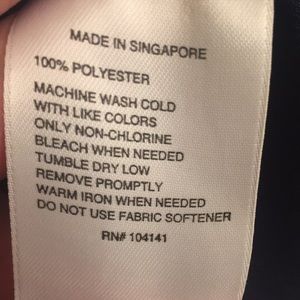 MADE IN SINGAPORE
100% POLYESTER
MACHINE WASH COLD
WITH LIKE COLORS
ONLY NON-CHLORINE
BLEACH WHEN NEEDED
TUMBLE DRY LOW
REMOVE PROMPTLY
WARM IRON WHEN NEEDED
DO NOT USE FABRIC SOFTENER
RN# 104141